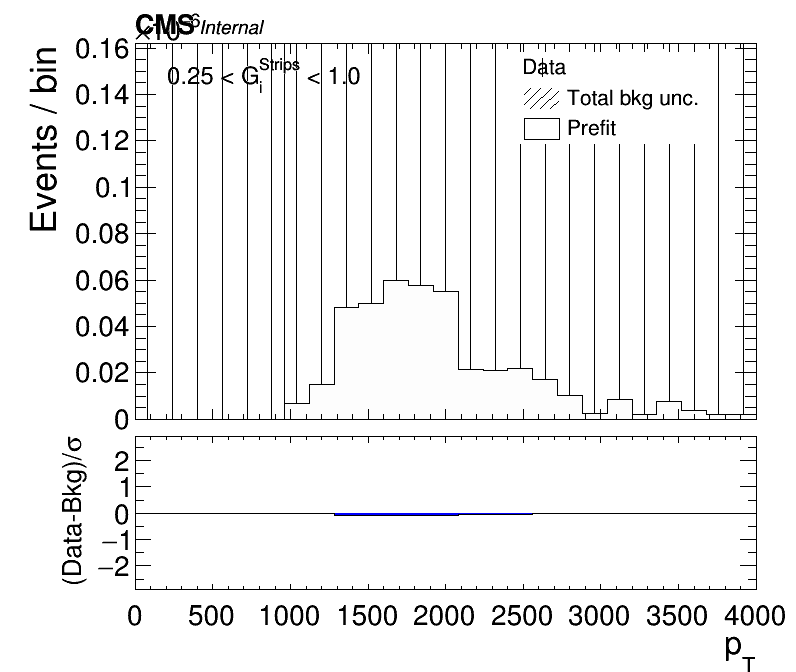 CMS Internal
×10^-6
0.16
0.25 < G_i^Strips < 1.0
Data
Total bkg unc.
Prefit
0.14
0.12
0.1
0.08
0.06
0.04
0.02
0
Events / bin
2
1
0
−1
−2
(Data-Bkg)/σ
0 500 1000 1500 2000 2500 3000 3500 4000
p_T